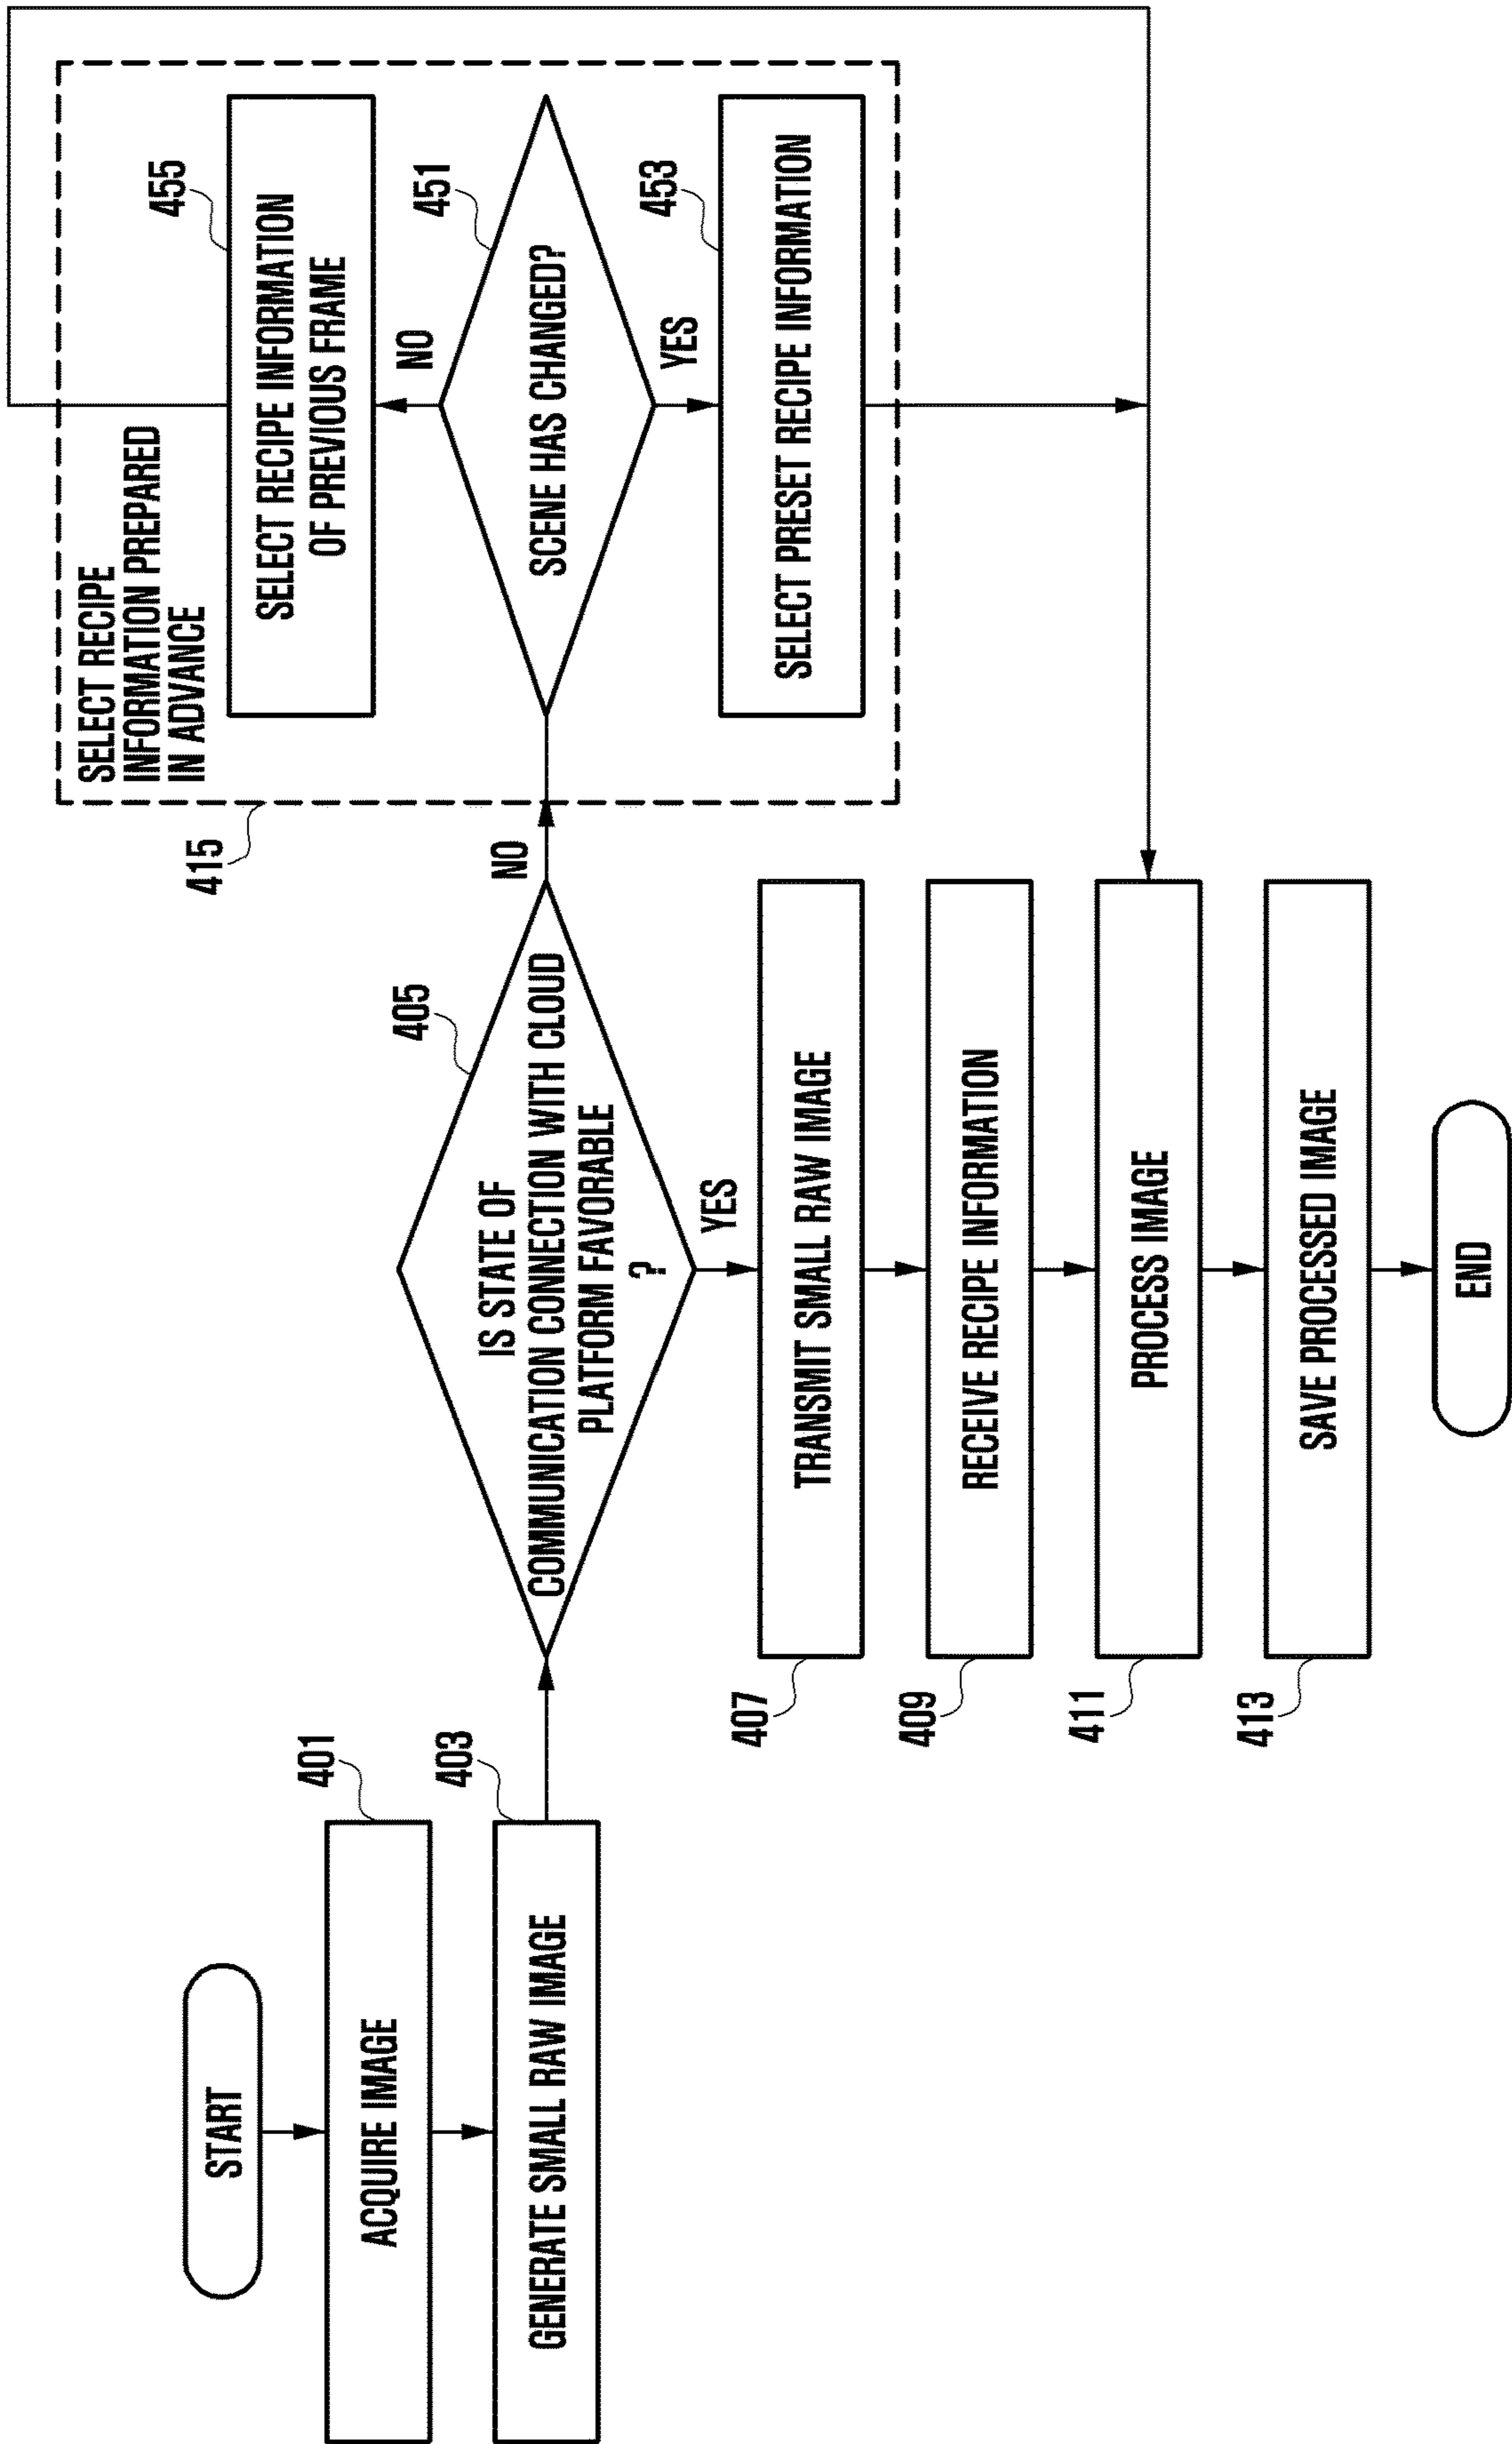 START
401
ACQUIRE IMAGE
403
GENERATE SMALL RAW IMAGE
405
IS STATE OF
COMMUNICATION CONNECTION WITH CLOUD
PLATFORM FAVORABLE
?
YES
NO
407
TRANSMIT SMALL RAW IMAGE
409
RECEIVE RECIPE INFORMATION
411
PROCESS IMAGE
413
SAVE PROCESSED IMAGE
END
415
SELECT RECIPE
INFORMATION PREPARED
IN ADVANCE
455
SELECT RECIPE INFORMATION
OF PREVIOUS FRAME
NO
451
SCENE HAS CHANGED?
YES
453
SELECT PRESET RECIPE INFORMATION